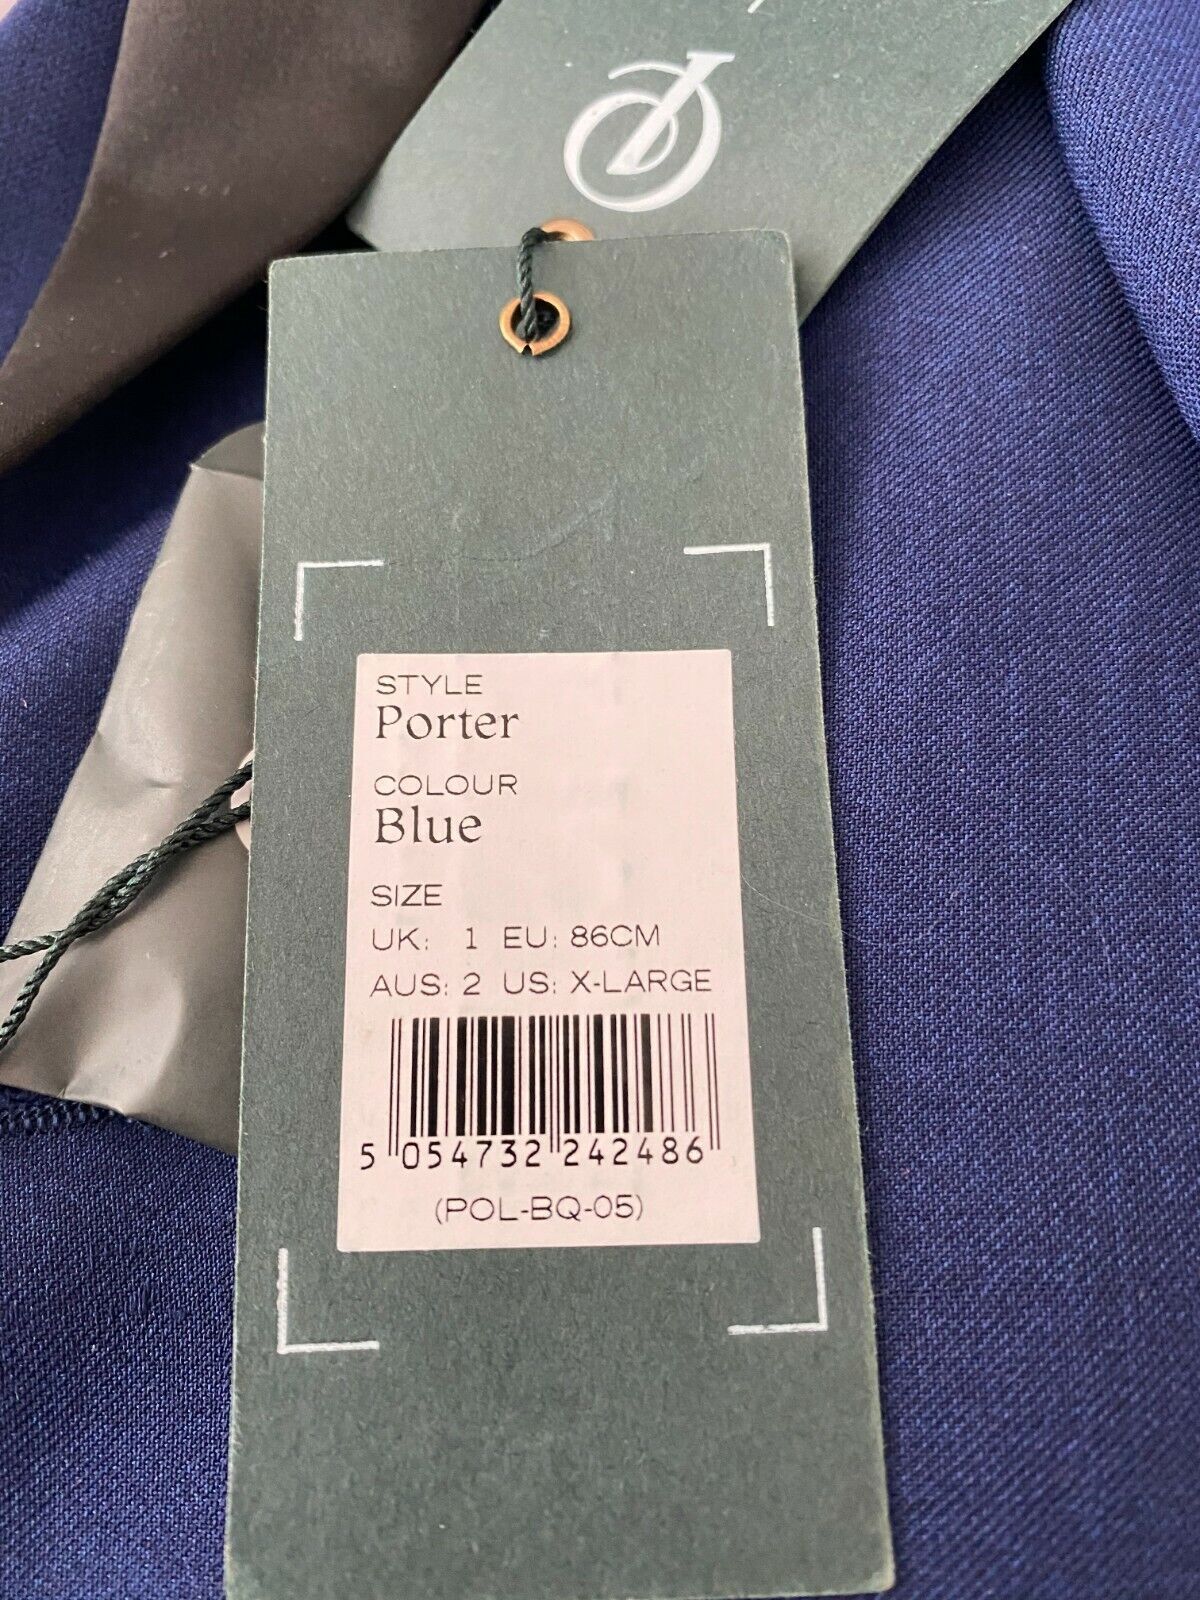 STYLE
Porter
COLOUR
Blue
SIZE
UK: 1 EU: 86CM
AUS: 2 US: X-LARGE
5 054732 242486
(POL-BQ-05)